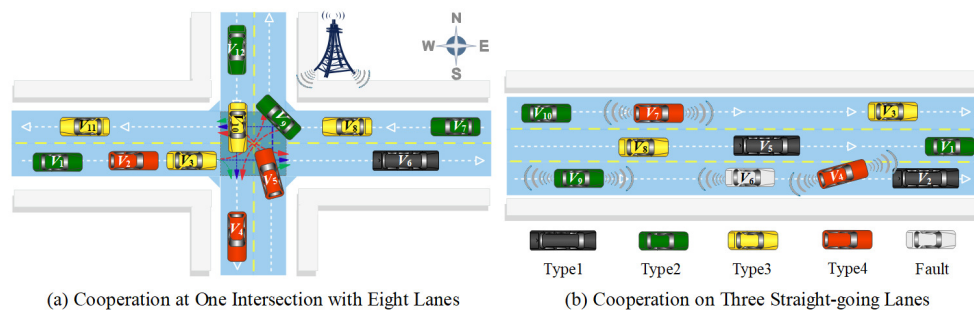 N
W E
S
V12
V10
V9
V11
V8
V7
V1
V2
V3
V5
V6
V4
V10
V7
V3
V8
V5
V1
V9
V6
V4
V2
Type1 Type2 Type3 Type4 Fault
(a) Cooperation at One Intersection with Eight Lanes
(b) Cooperation on Three Straight-going Lanes